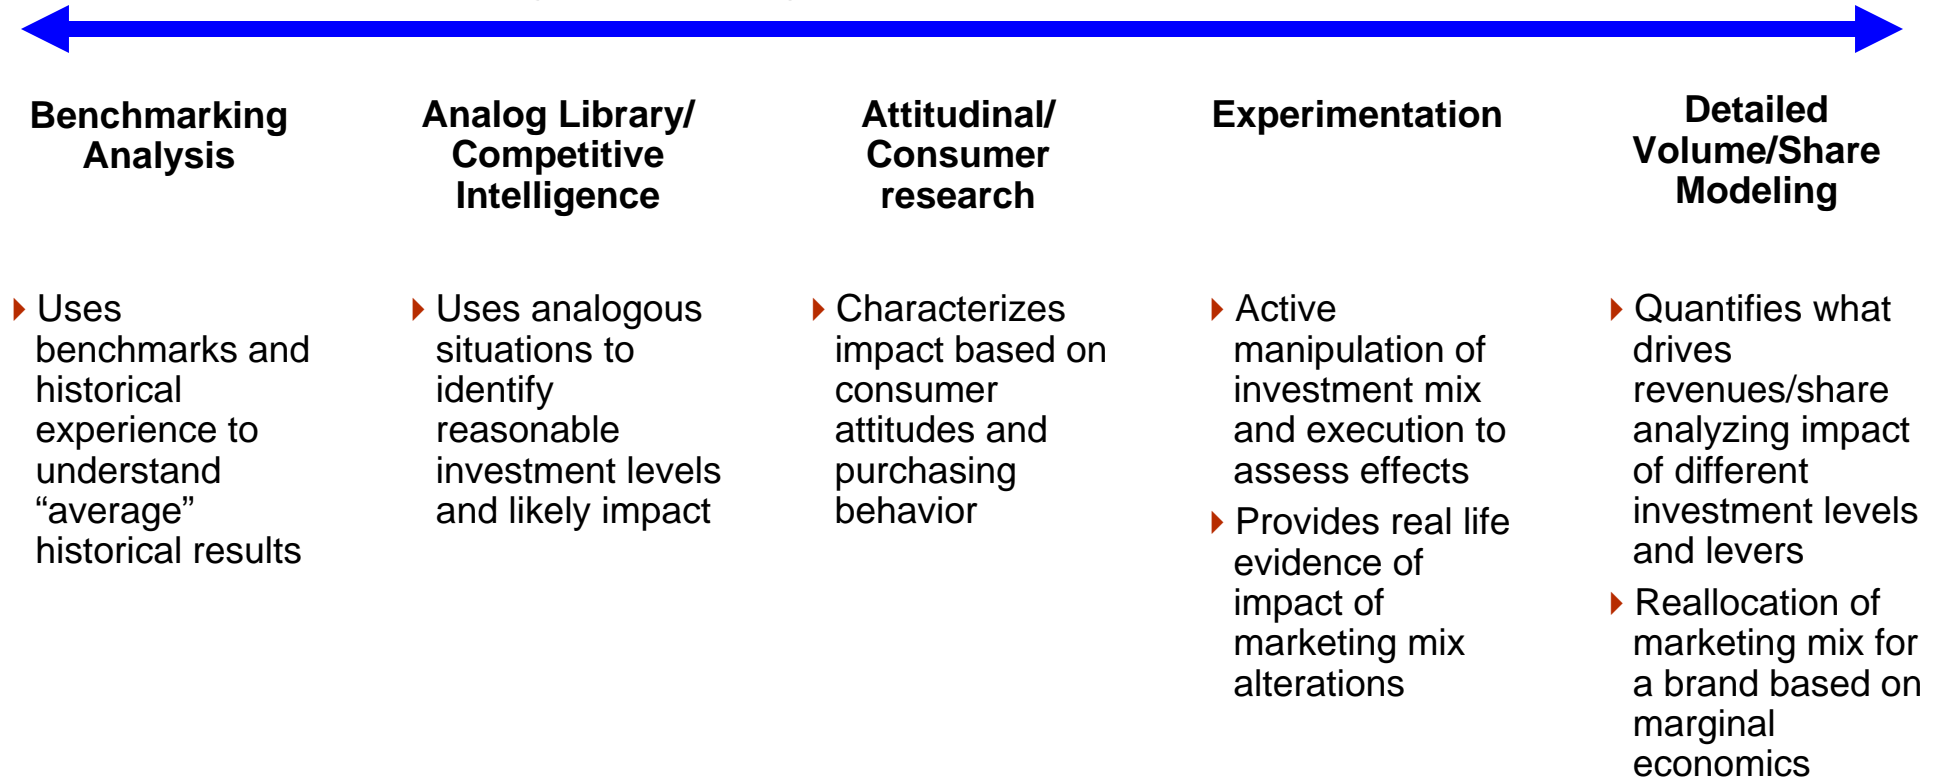 Benchmarking
Analysis
Analog Library/
Competitive
Intelligence
Attitudinal/
Consumer
research
Experimentation
Detailed
Volume/Share
Modeling
Uses
benchmarks and
historical
experience to
understand
“average”
historical results
Uses analogous
situations to
identify
reasonable
investment levels
and likely impact
Characterizes
impact based on
consumer
attitudes and
purchasing
behavior
Active
manipulation of
investment mix
and execution to
assess effects
Provides real life
evidence of
impact of
marketing mix
alterations
Quantifies what
drives
revenues/share
analyzing impact
of different
investment levels
and levers
Reallocation of
marketing mix for
a brand based on
marginal
economics